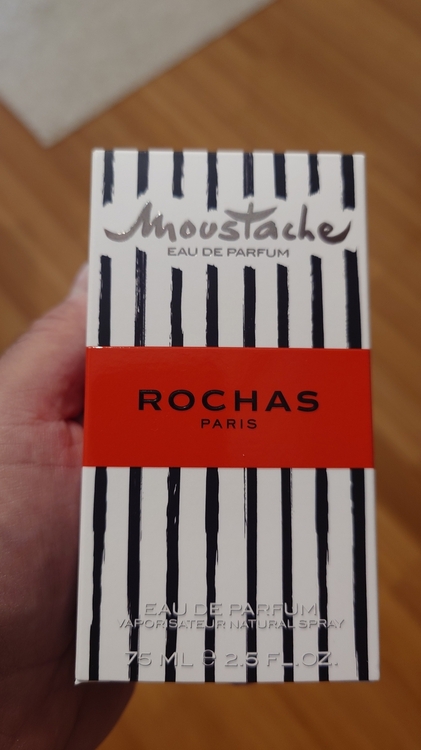 Moustache
EAU DE PARFUM
ROCHAS
PARIS
EAU DE PARFUM
VAPORISATEUR NATURAL SPRAY
75 ML ℮ 2.5 FL.OZ.